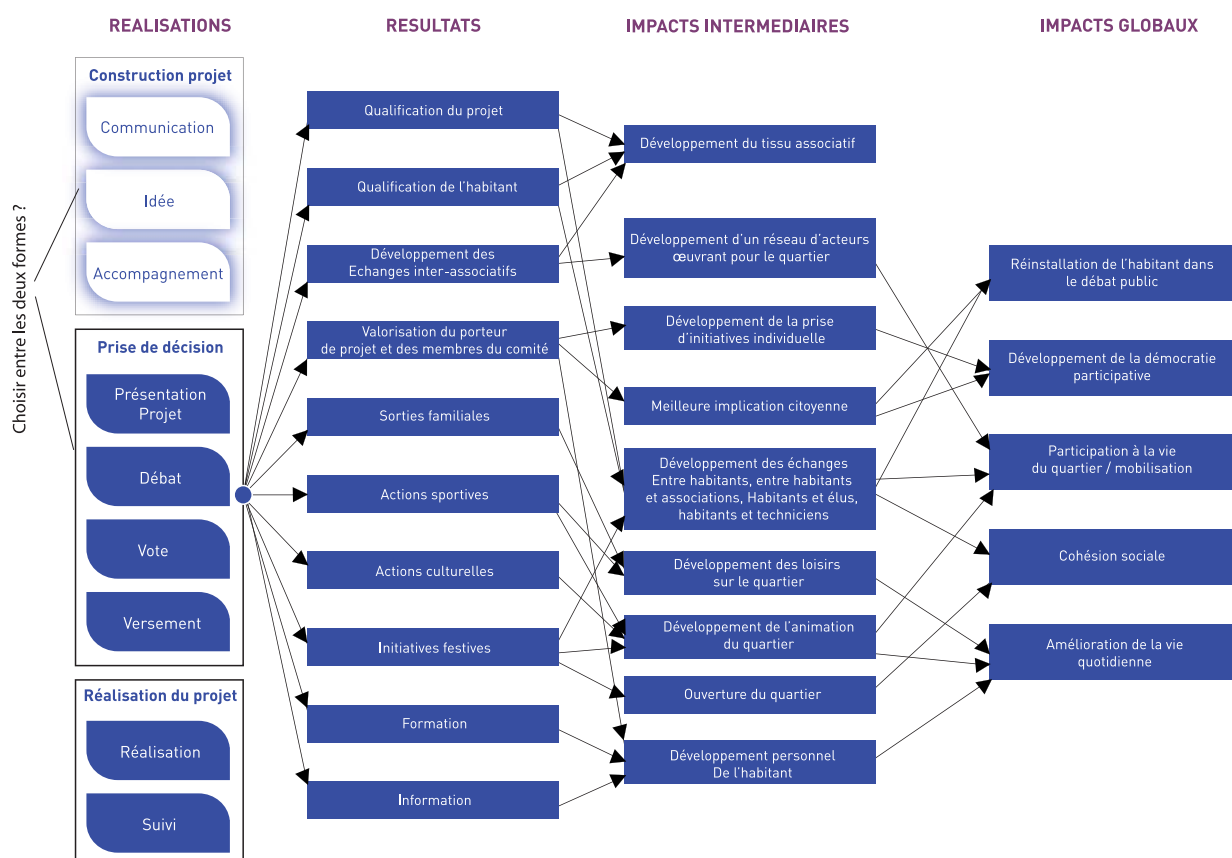 REALISATIONS
RESULTATS
IMPACTS INTERMEDIAIRES
IMPACTS GLOBAUX
Choisir entre les deux formes ?
Construction projet
Communication
Idée
Accompagnement
Prise de décision
Présentation
Projet
Débat
Vote
Versement
Réalisation du projet
Réalisation
Suivi
Qualification du projet
Qualification de l'habitant
Développement des
Echanges inter-associatifs
Valorisation du porteur
de projet et des membres du comité
Sorties familiales
Actions sportives
Actions culturelles
Initiatives festives
Formation
Information
Développement du tissu associatif
Développement d'un réseau d'acteurs
œuvrant pour le quartier
Développement de la prise
d'initiatives individuelle
Meilleure implication citoyenne
Développement des échanges
Entre habitants, entre habitants
et associations, Habitants et élus,
habitants et techniciens
Développement des loisirs
sur le quartier
Développement de l'animation
du quartier
Ouverture du quartier
Développement personnel
De l'habitant
Réinstallation de l'habitant dans
le débat public
Développement de la démocratie
participative
Participation à la vie
du quartier / mobilisation
Cohésion sociale
Amélioration de la vie
quotidienne